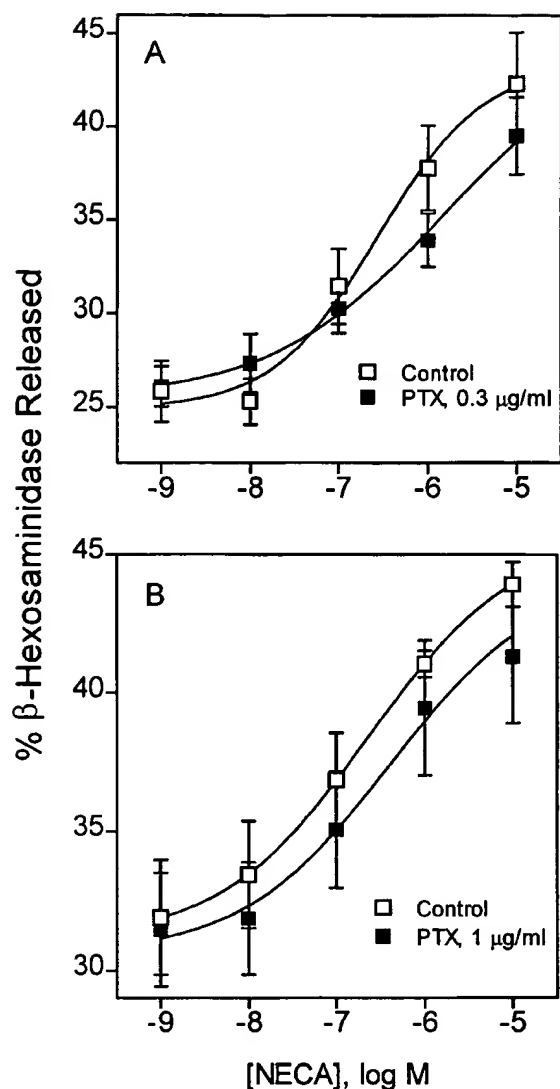 % β-Hexosaminidase Released
A
45
40
35
30
25
□ Control
■ PTX, 0.3 μg/ml
-9 -8 -7 -6 -5
B
45
40
35
30
□ Control
■ PTX, 1 μg/ml
-9 -8 -7 -6 -5
[NECA], log M